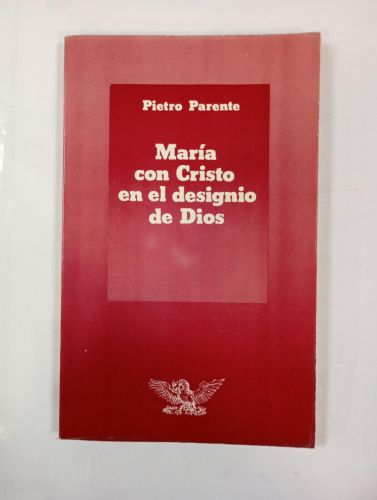 Pietro Parente
María
con Cristo
en el designio
de Dios